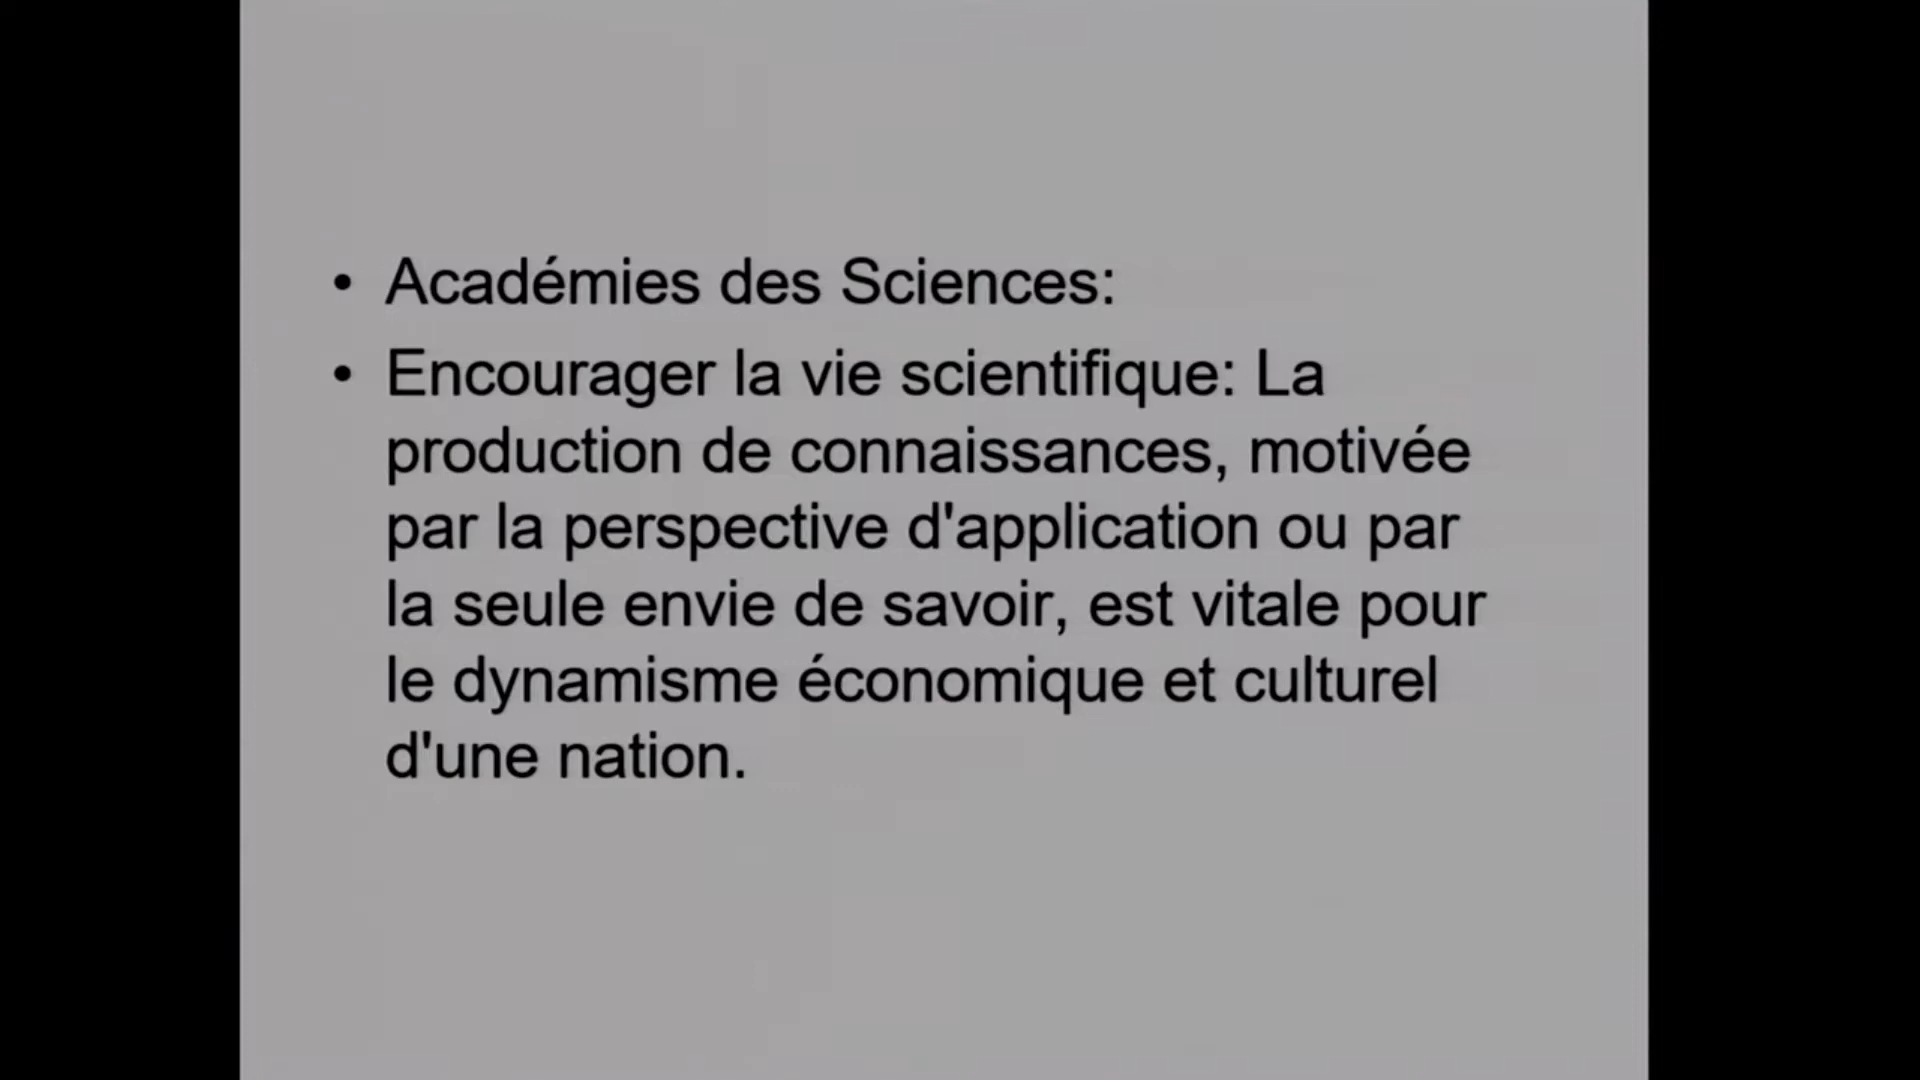 • Académies des Sciences:
• Encourager la vie scientifique: La
production de connaissances, motivée
par la perspective d'application ou par
la seule envie de savoir, est vitale pour
le dynamisme économique et culturel
d'une nation.